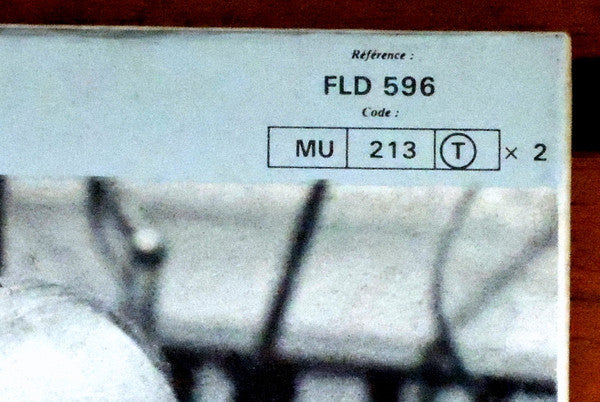 Référence :
FLD 596
Code :
MU 213 T × 2